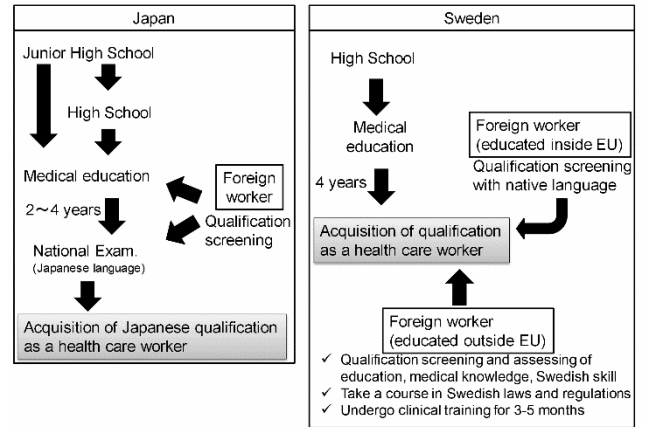 Japan
Junior High School
High School
Medical education
Foreign
worker
2～4 years
Qualification
screening
National Exam.
(Japanese language)
Acquisition of Japanese qualification
as a health care worker
Sweden
High School
Medical
education
Foreign worker
(educated inside EU)
Qualification screening
with native language
4 years
Acquisition of qualification
as a health care worker
Foreign worker
(educated outside EU)
✓ Qualification screening and assessing of
education, medical knowledge, Swedish skill
✓ Take a course in Swedish laws and regulations
✓ Undergo clinical training for 3-5 months